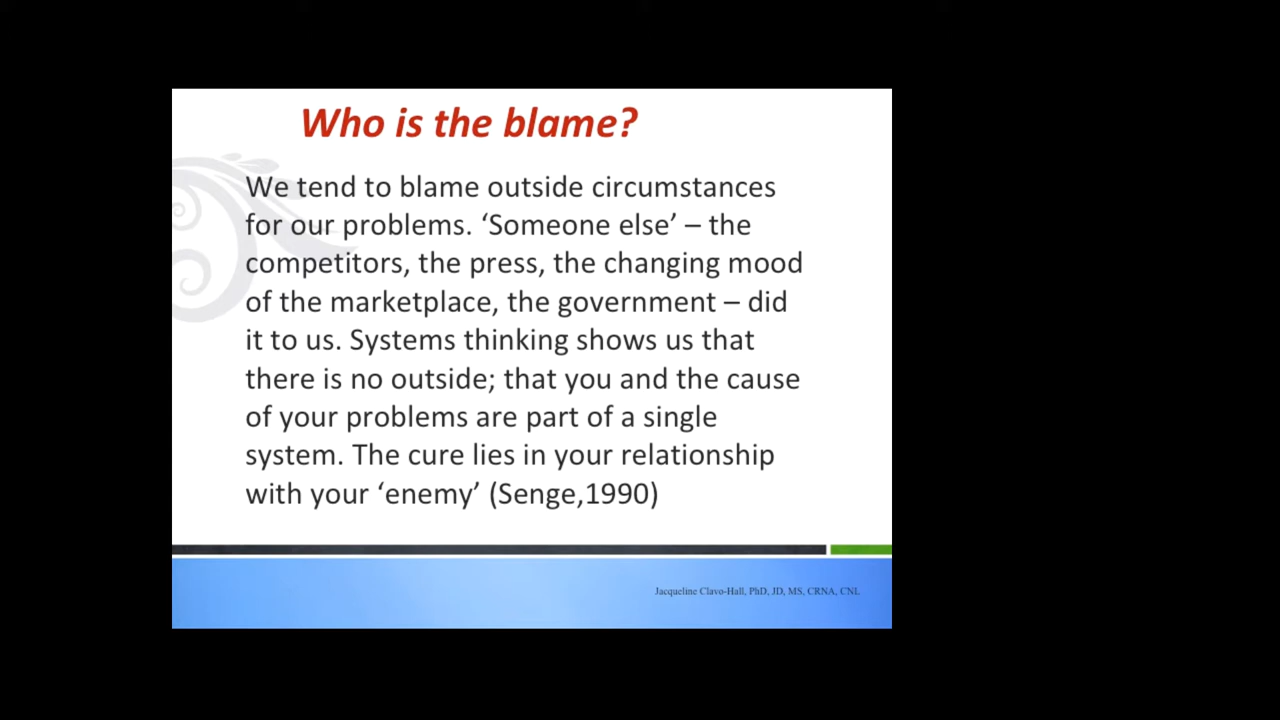 Who is the blame?
We tend to blame outside circumstances
for our problems. ‘Someone else’ – the
competitors, the press, the changing mood
of the marketplace, the government – did
it to us. Systems thinking shows us that
there is no outside; that you and the cause
of your problems are part of a single
system. The cure lies in your relationship
with your ‘enemy’ (Senge,1990)
Jacqueline Clavo-Hall, PhD, JD, MS, CRNA, CNL